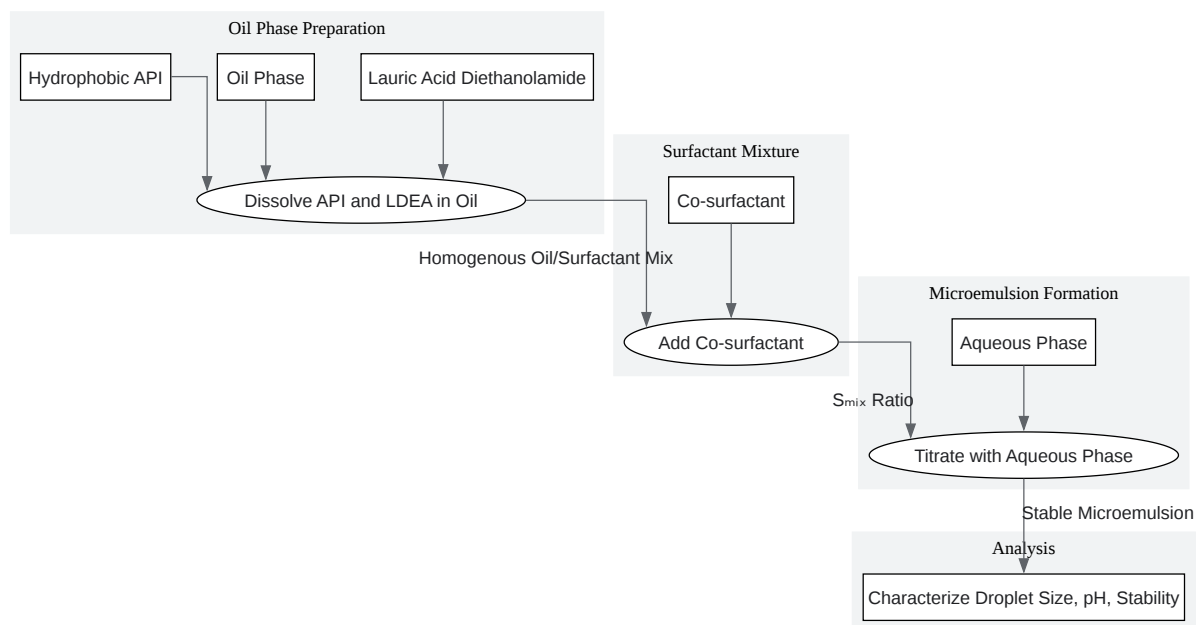 Oil Phase Preparation
Hydrophobic API
Oil Phase
Lauric Acid Diethanolamide
Dissolve API and LDEA in Oil
Surfactant Mixture
Co-surfactant
Homogenous Oil/Surfactant Mix
Add Co-surfactant
Microemulsion Formation
Aqueous Phase
Sₘᵢₓ Ratio
Titrate with Aqueous Phase
Stable Microemulsion
Analysis
Characterize Droplet Size, pH, Stability